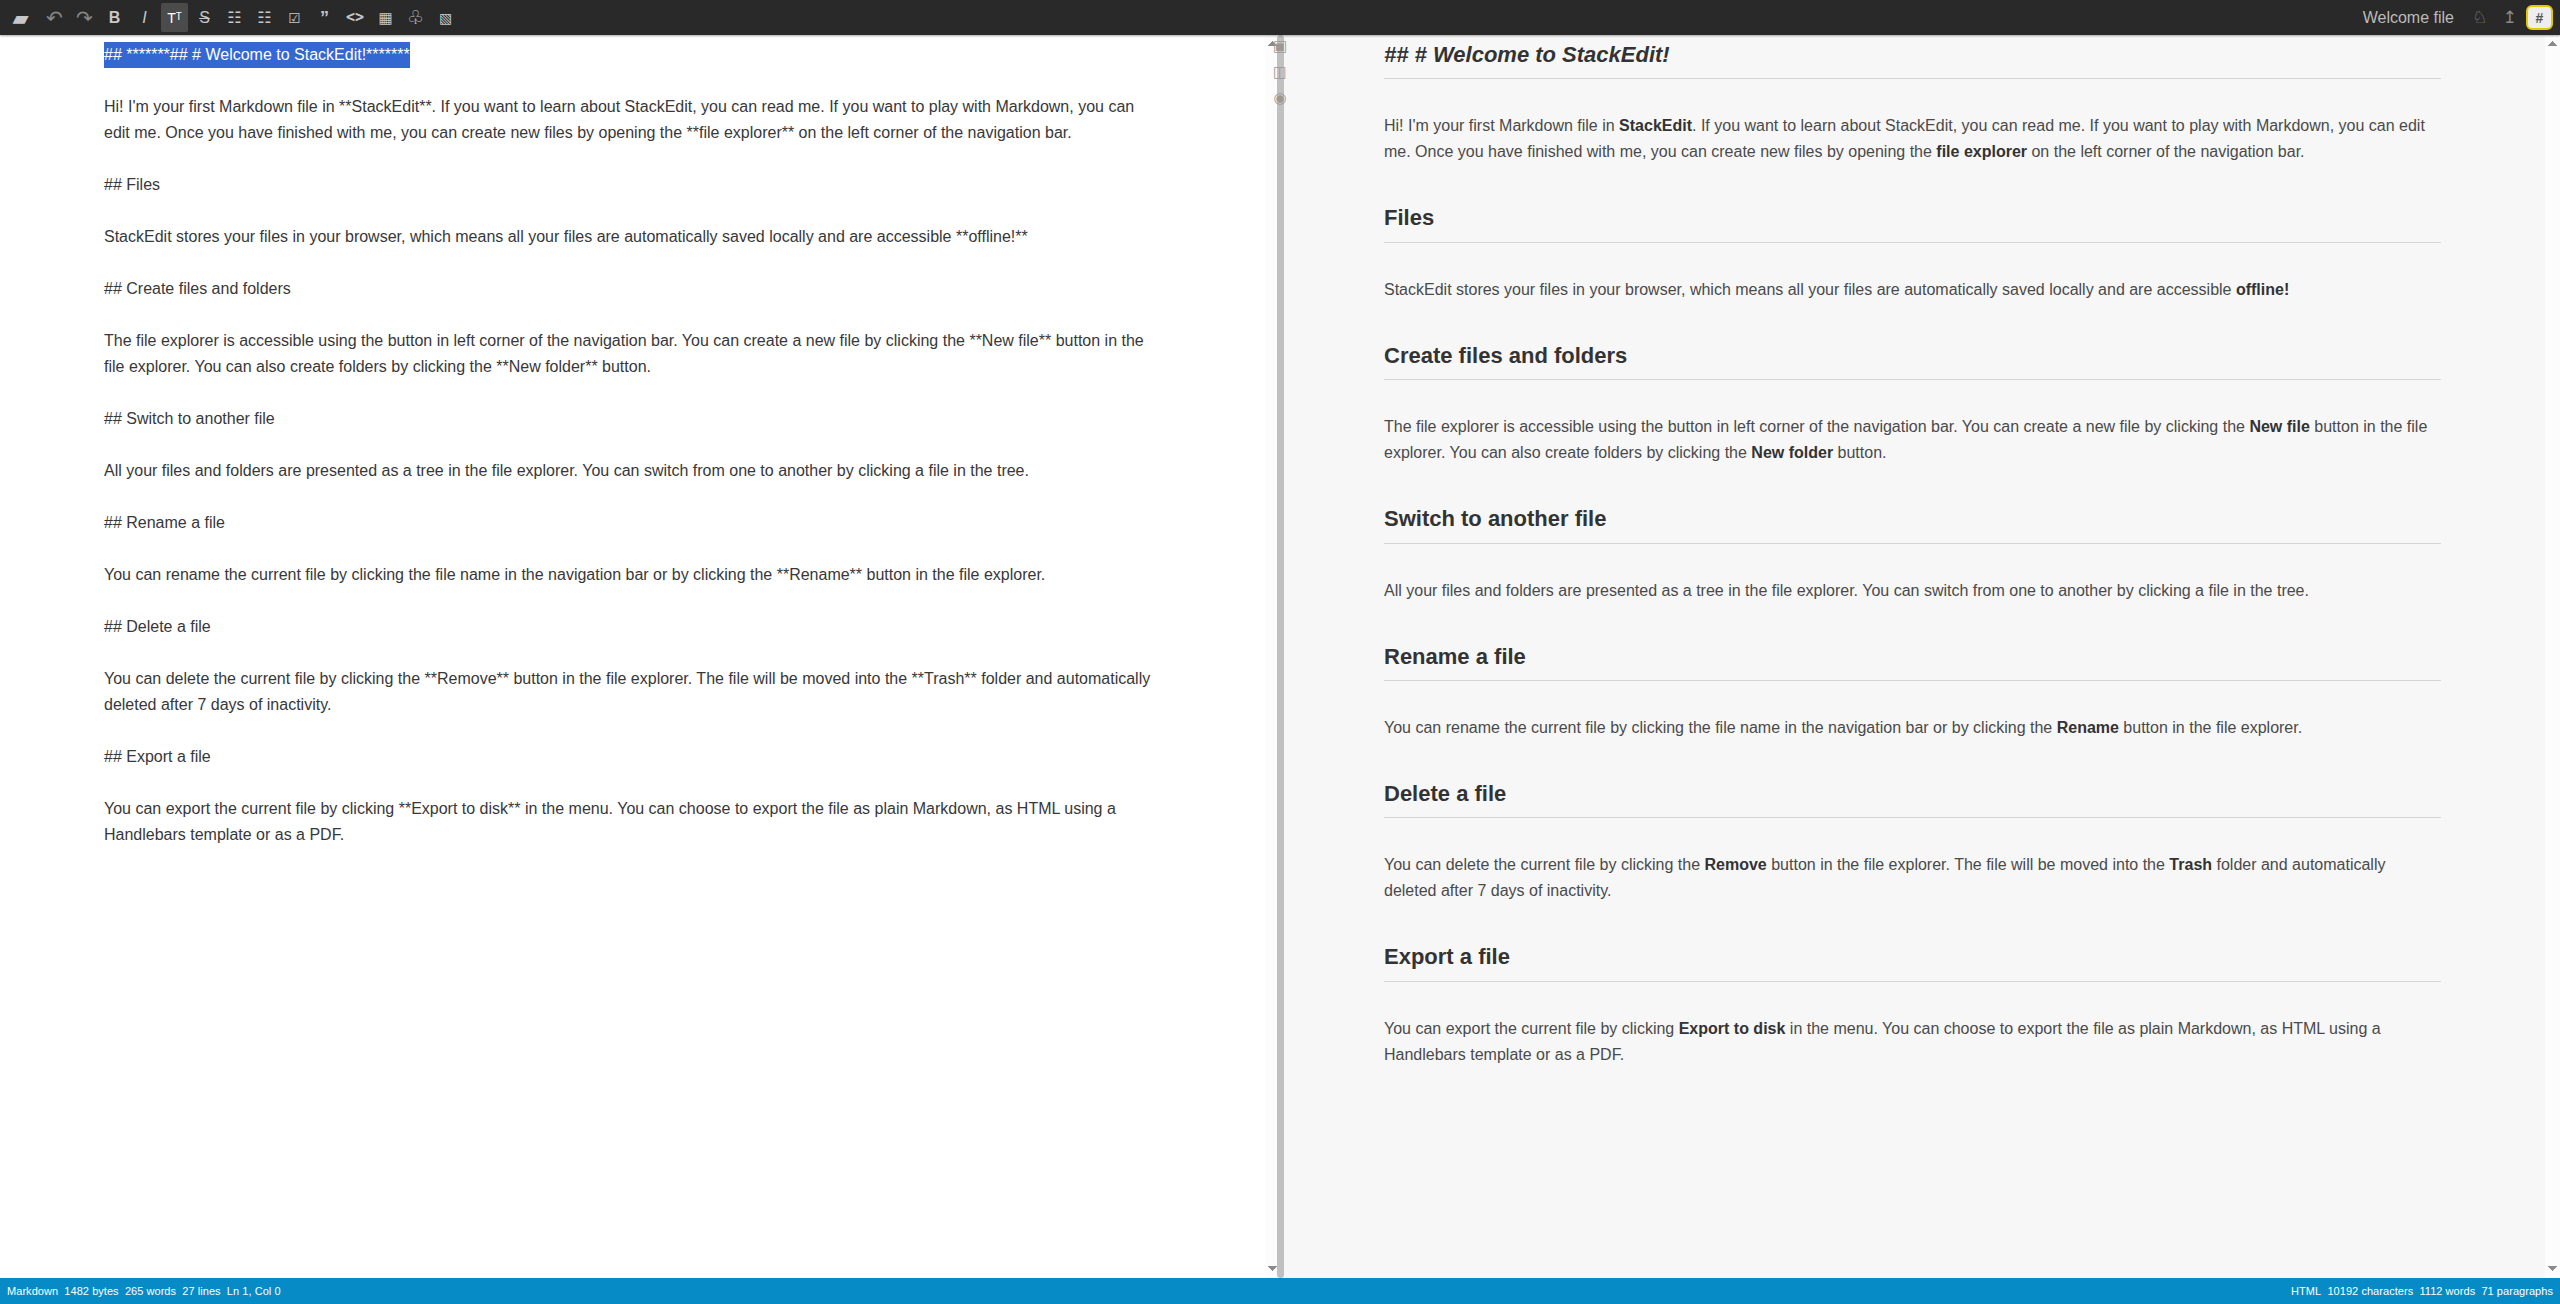 B I TT S ” <> Welcome file #
## *******## # Welcome to StackEdit!*******
Hi! I'm your first Markdown file in **StackEdit**. If you want to learn about StackEdit, you can read me. If you want to play with Markdown, you can
edit me. Once you have finished with me, you can create new files by opening the **file explorer** on the left corner of the navigation bar.
## Files
StackEdit stores your files in your browser, which means all your files are automatically saved locally and are accessible **offline!**
## Create files and folders
The file explorer is accessible using the button in left corner of the navigation bar. You can create a new file by clicking the **New file** button in the
file explorer. You can also create folders by clicking the **New folder** button.
## Switch to another file
All your files and folders are presented as a tree in the file explorer. You can switch from one to another by clicking a file in the tree.
## Rename a file
You can rename the current file by clicking the file name in the navigation bar or by clicking the **Rename** button in the file explorer.
## Delete a file
You can delete the current file by clicking the **Remove** button in the file explorer. The file will be moved into the **Trash** folder and automatically
deleted after 7 days of inactivity.
## Export a file
You can export the current file by clicking **Export to disk** in the menu. You can choose to export the file as plain Markdown, as HTML using a
Handlebars template or as a PDF.
## # Welcome to StackEdit!
Hi! I'm your first Markdown file in StackEdit. If you want to learn about StackEdit, you can read me. If you want to play with Markdown, you can edit
me. Once you have finished with me, you can create new files by opening the file explorer on the left corner of the navigation bar.
Files
StackEdit stores your files in your browser, which means all your files are automatically saved locally and are accessible offline!
Create files and folders
The file explorer is accessible using the button in left corner of the navigation bar. You can create a new file by clicking the New file button in the file
explorer. You can also create folders by clicking the New folder button.
Switch to another file
All your files and folders are presented as a tree in the file explorer. You can switch from one to another by clicking a file in the tree.
Rename a file
You can rename the current file by clicking the file name in the navigation bar or by clicking the Rename button in the file explorer.
Delete a file
You can delete the current file by clicking the Remove button in the file explorer. The file will be moved into the Trash folder and automatically
deleted after 7 days of inactivity.
Export a file
You can export the current file by clicking Export to disk in the menu. You can choose to export the file as plain Markdown, as HTML using a
Handlebars template or as a PDF.
Markdown 1482 bytes 265 words 27 lines Ln 1, Col 0
HTML 10192 characters 1112 words 71 paragraphs